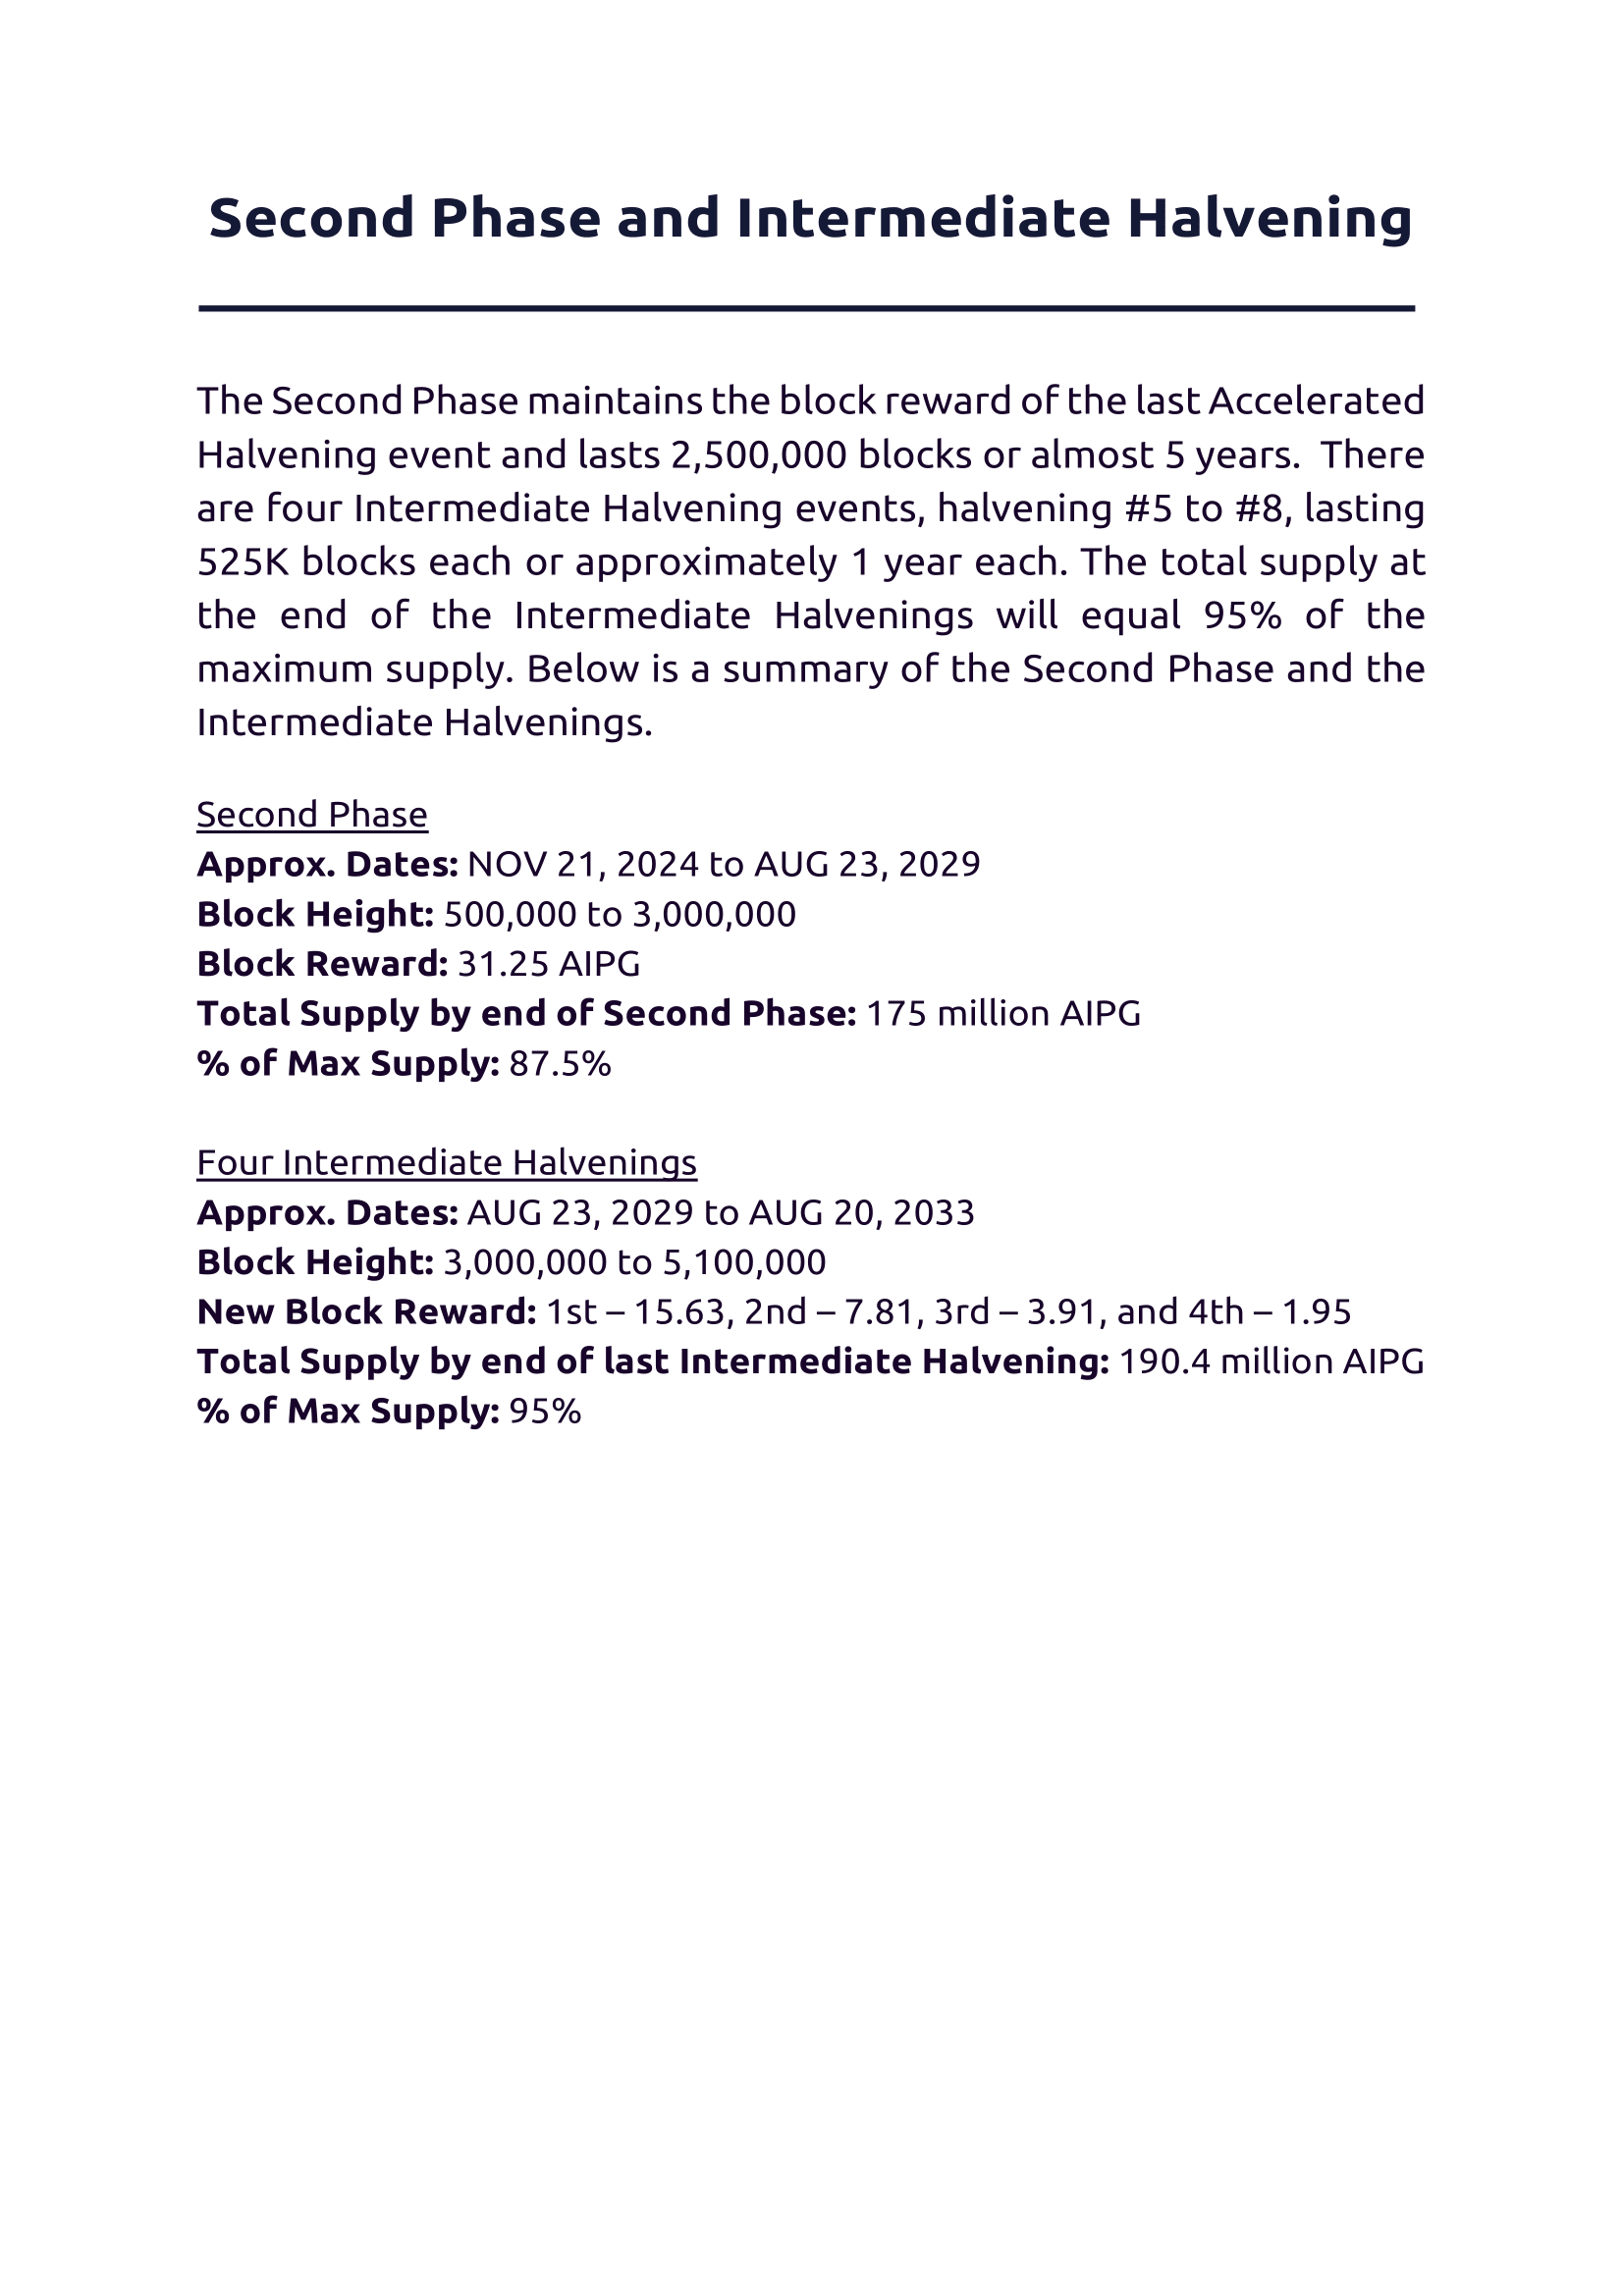 Second Phase and Intermediate Halvening
The Second Phase maintains the block reward of the last Accelerated
Halvening event and lasts 2,500,000 blocks or almost 5 years.  There
are four Intermediate Halvening events, halvening #5 to #8, lasting
525K blocks each or approximately 1 year each. The total supply at
the end of the Intermediate Halvenings will equal 95% of the
maximum supply. Below is a summary of the Second Phase and the
Intermediate Halvenings.
Second Phase
Approx. Dates: NOV 21, 2024 to AUG 23, 2029
Block Height: 500,000 to 3,000,000
Block Reward: 31.25 AIPG
Total Supply by end of Second Phase: 175 million AIPG
% of Max Supply: 87.5%
Four Intermediate Halvenings
Approx. Dates: AUG 23, 2029 to AUG 20, 2033
Block Height: 3,000,000 to 5,100,000
New Block Reward: 1st – 15.63, 2nd – 7.81, 3rd – 3.91, and 4th – 1.95
Total Supply by end of last Intermediate Halvening: 190.4 million AIPG
% of Max Supply: 95%